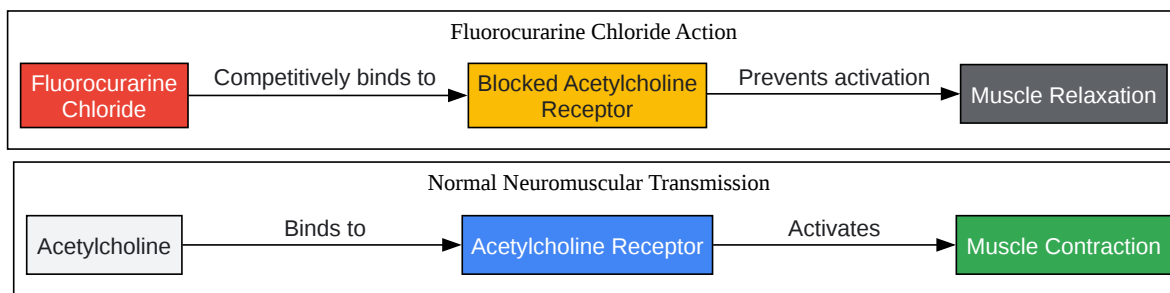 Fluorocurarine Chloride Action
Fluorocurarine
Chloride
Competitively binds to
Blocked Acetylcholine
Receptor
Prevents activation
Muscle Relaxation
Normal Neuromuscular Transmission
Acetylcholine
Binds to
Acetylcholine Receptor
Activates
Muscle Contraction